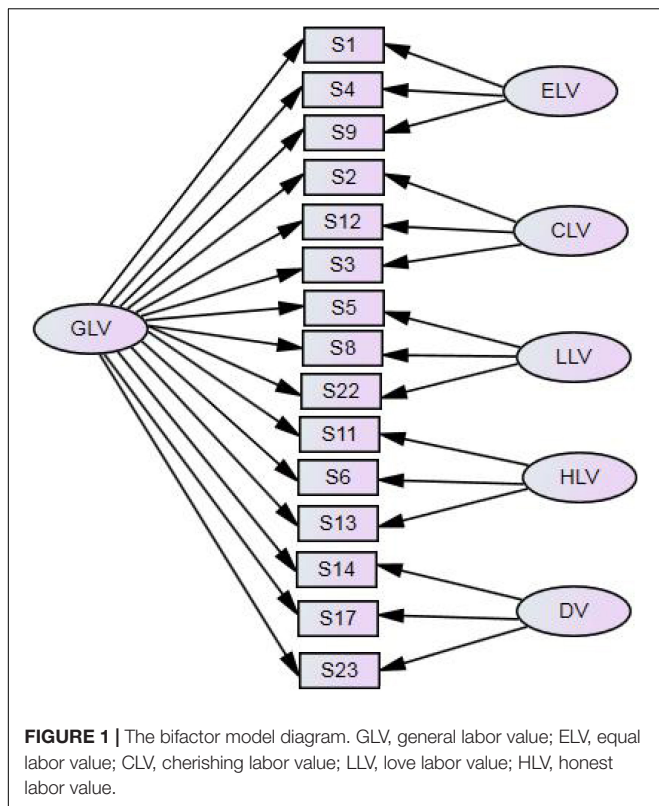 S1
S4
ELV
S9
S2
S12
CLV
S3
S5
GLV
S8
LLV
S22
S11
S6
HLV
S13
S14
S17
DV
S23
FIGURE 1 | The bifactor model diagram. GLV, general labor value; ELV, equal
labor value; CLV, cherishing labor value; LLV, love labor value; HLV, honest
labor value.